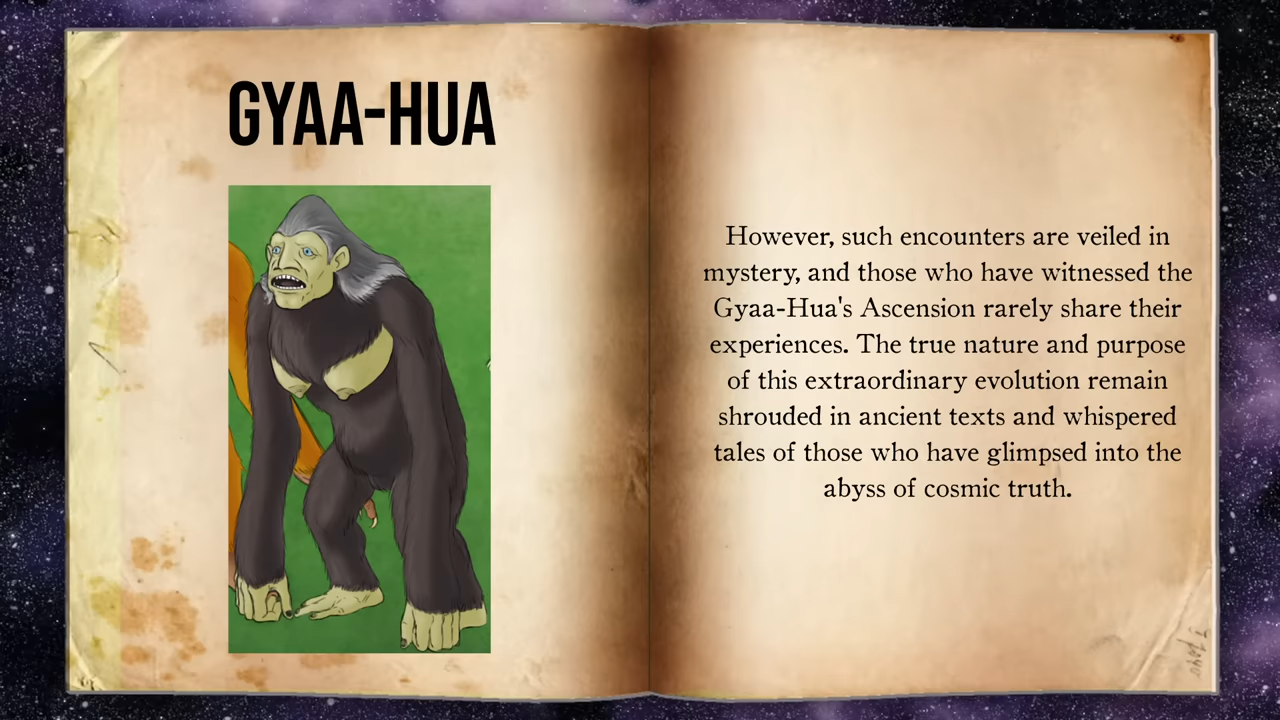 GYAA-HUA
However, such encounters are veiled in
mystery, and those who have witnessed the
Gyaa-Hua's Ascension rarely share their
experiences. The true nature and purpose
of this extraordinary evolution remain
shrouded in ancient texts and whispered
tales of those who have glimpsed into the
abyss of cosmic truth.